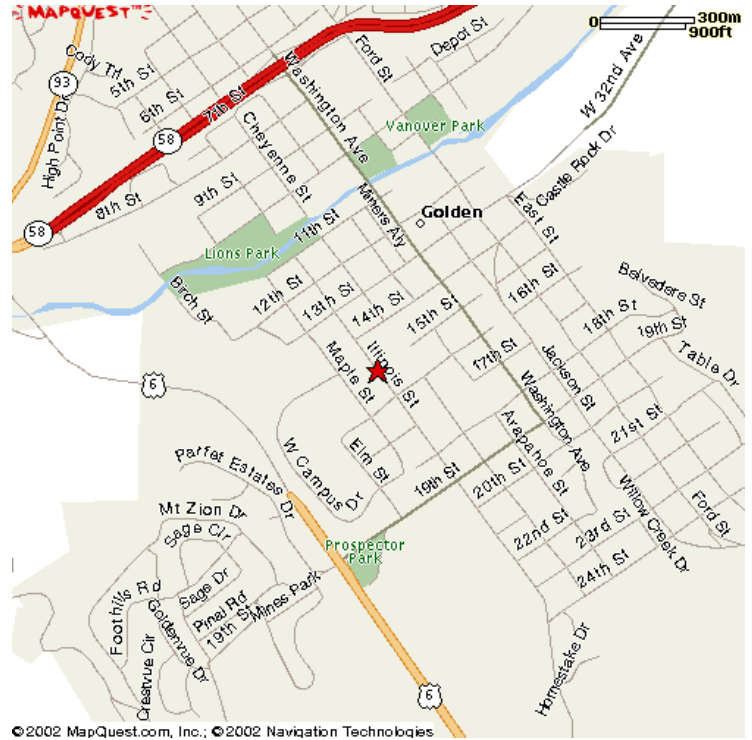 MAPQUEST™
0 300m
900ft
Cody Trl
5th St
6th St
7th St
Ford St
Depot St
W 32nd Ave
93
High Point Dr
58
Washington Ave
Cheyenne St
Vanover Park
8th St
9th St
58
Miners Aly
Castle Rock Dr
Golden
East St
11th St
Lions Park
Birch St
12th St
13th St
14th St
15th St
16th St
Belvedere St
18th St
19th St
Table Dr
Maple St
Illinois St
17th St
Jackson St
Washington Ave
6
Parfet Estates Dr
W Campus Dr
Elm St
19th St
Arapahoe St
20th St
21st St
Willow Creek Dr
Ford St
Mt Zion Dr
Sage Cir
22nd St
23rd St
24th St
Prospector
Park
Foothills Rd
Sage Dr
Pinal Rd
19th St
Mines Park
Goldenvue Dr
Crestvue Cir
Homestake Dr
6
©2002 MapQuest.com, Inc.; ©2002 Navigation Technologies